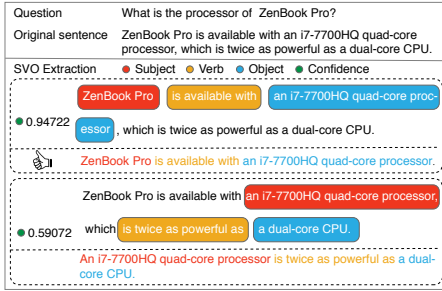 Question What is the processor of ZenBook Pro?
Original sentence ZenBook Pro is available with an i7-7700HQ quad-core
processor, which is twice as powerful as a dual-core CPU.
SVO Extraction Subject Verb Object Confidence
ZenBook Pro is available with an i7-7700HQ quad-core proc-
0.94722
essor , which is twice as powerful as a dual-core CPU.
ZenBook Pro is available with an i7-7700HQ quad-core processor.
ZenBook Pro is available with an i7-7700HQ quad-core processor,
0.59072
which is twice as powerful as a dual-core CPU.
An i7-7700HQ quad-core processor is twice as powerful as a dual-
core CPU.